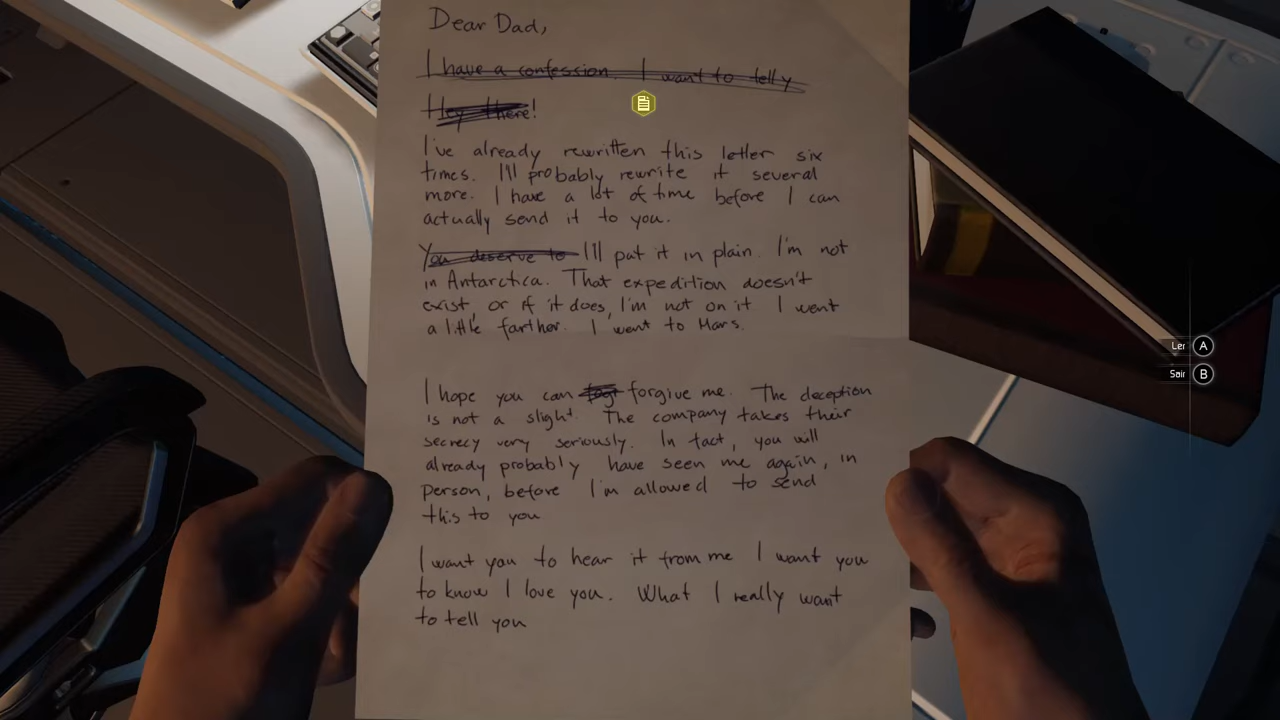 Dear Dad,
I have a confession I want to tell y
Hey there!
I've already rewritten this letter six
times. I'll probably rewrite it several
more. I have a lot of time before I can
actually send it to you.
You deserve to I'll put it in plain. I'm not
in Antarctica. That expedition doesn't
exist, or if it does, I'm not on it. I went
a little farther. I went to Mars.
I hope you can forgive me. The deception
is not a slight. The company takes their
secrecy very seriously. In fact, you will
already probably have seen me again, in
person, before I'm allowed to send
this to you
I want you to hear it from me I want you
to know I love you. What I really want
to tell you
Ler A
Sair B